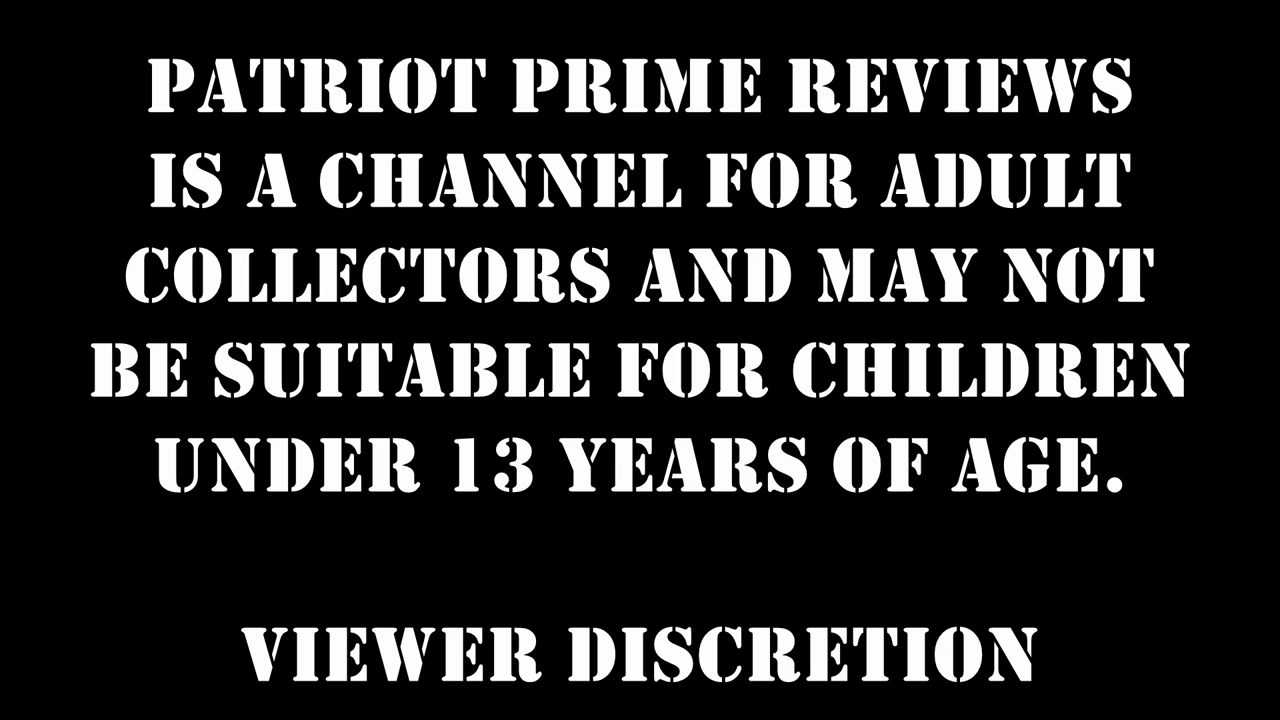 PATRIOT PRIME REVIEWS
IS A CHANNEL FOR ADULT
COLLECTORS AND MAY NOT
BE SUITABLE FOR CHILDREN
UNDER 13 YEARS OF AGE.
VIEWER DISCRETION